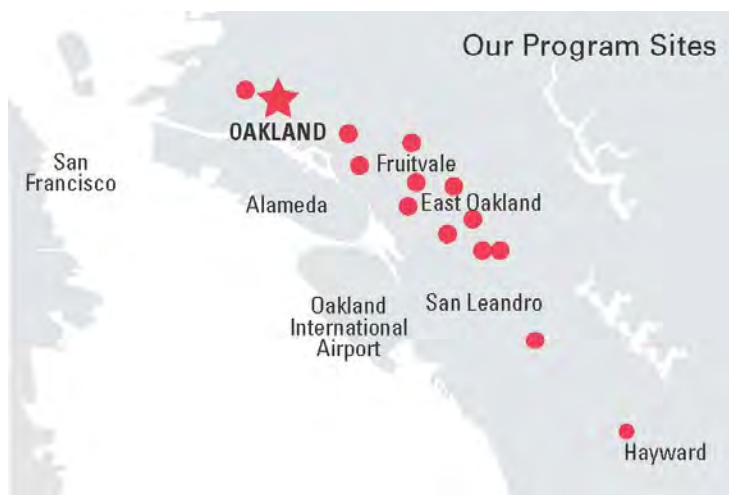 Our Program Sites
OAKLAND
San
Francisco
Fruitvale
Alameda
East Oakland
Oakland
International
Airport
San Leandro
Hayward